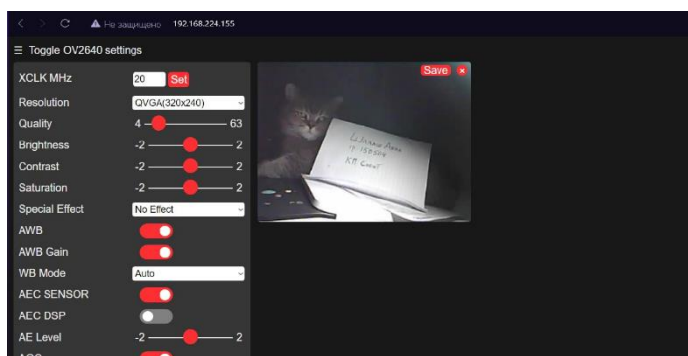 Не защищено 192.168.224.155
☰ Toggle OV2640 settings
XCLK MHz 20 Set
Resolution QVGA(320x240)
Quality 4 63
Brightness -2 2
Contrast -2 2
Saturation -2 2
Special Effect No Effect
AWB
AWB Gain
WB Mode Auto
AEC SENSOR
AEC DSP
AE Level -2 2
AGC
Save ×